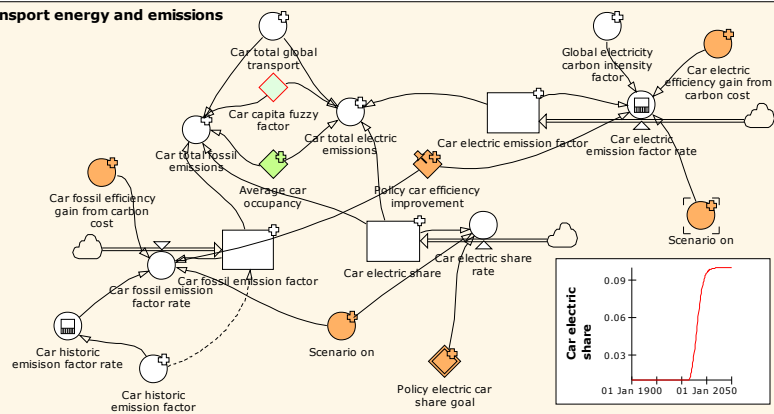 nsport energy and emissions
Car total global
transport
Global electricity
carbon intensity
factor
Car electric
efficiency gain from
carbon cost
Car capita fuzzy
factor
Car total fossil
emissions
Car total electric
emissions
Car electric emission factor
Car electric
emission factor rate
Car fossil efficiency
gain from carbon
cost
Average car
occupancy
Policy car efficiency
improvement
Scenario on
Car fossil emission
factor rate
Car fossil emission factor
Car electric share
Car electric share
rate
Car historic
emisison factor rate
Car historic
emission factor
Scenario on
Policy electric car
share goal
Car electric
share
0.09
0.06
0.03
01 Jan 1900
01 Jan 2050